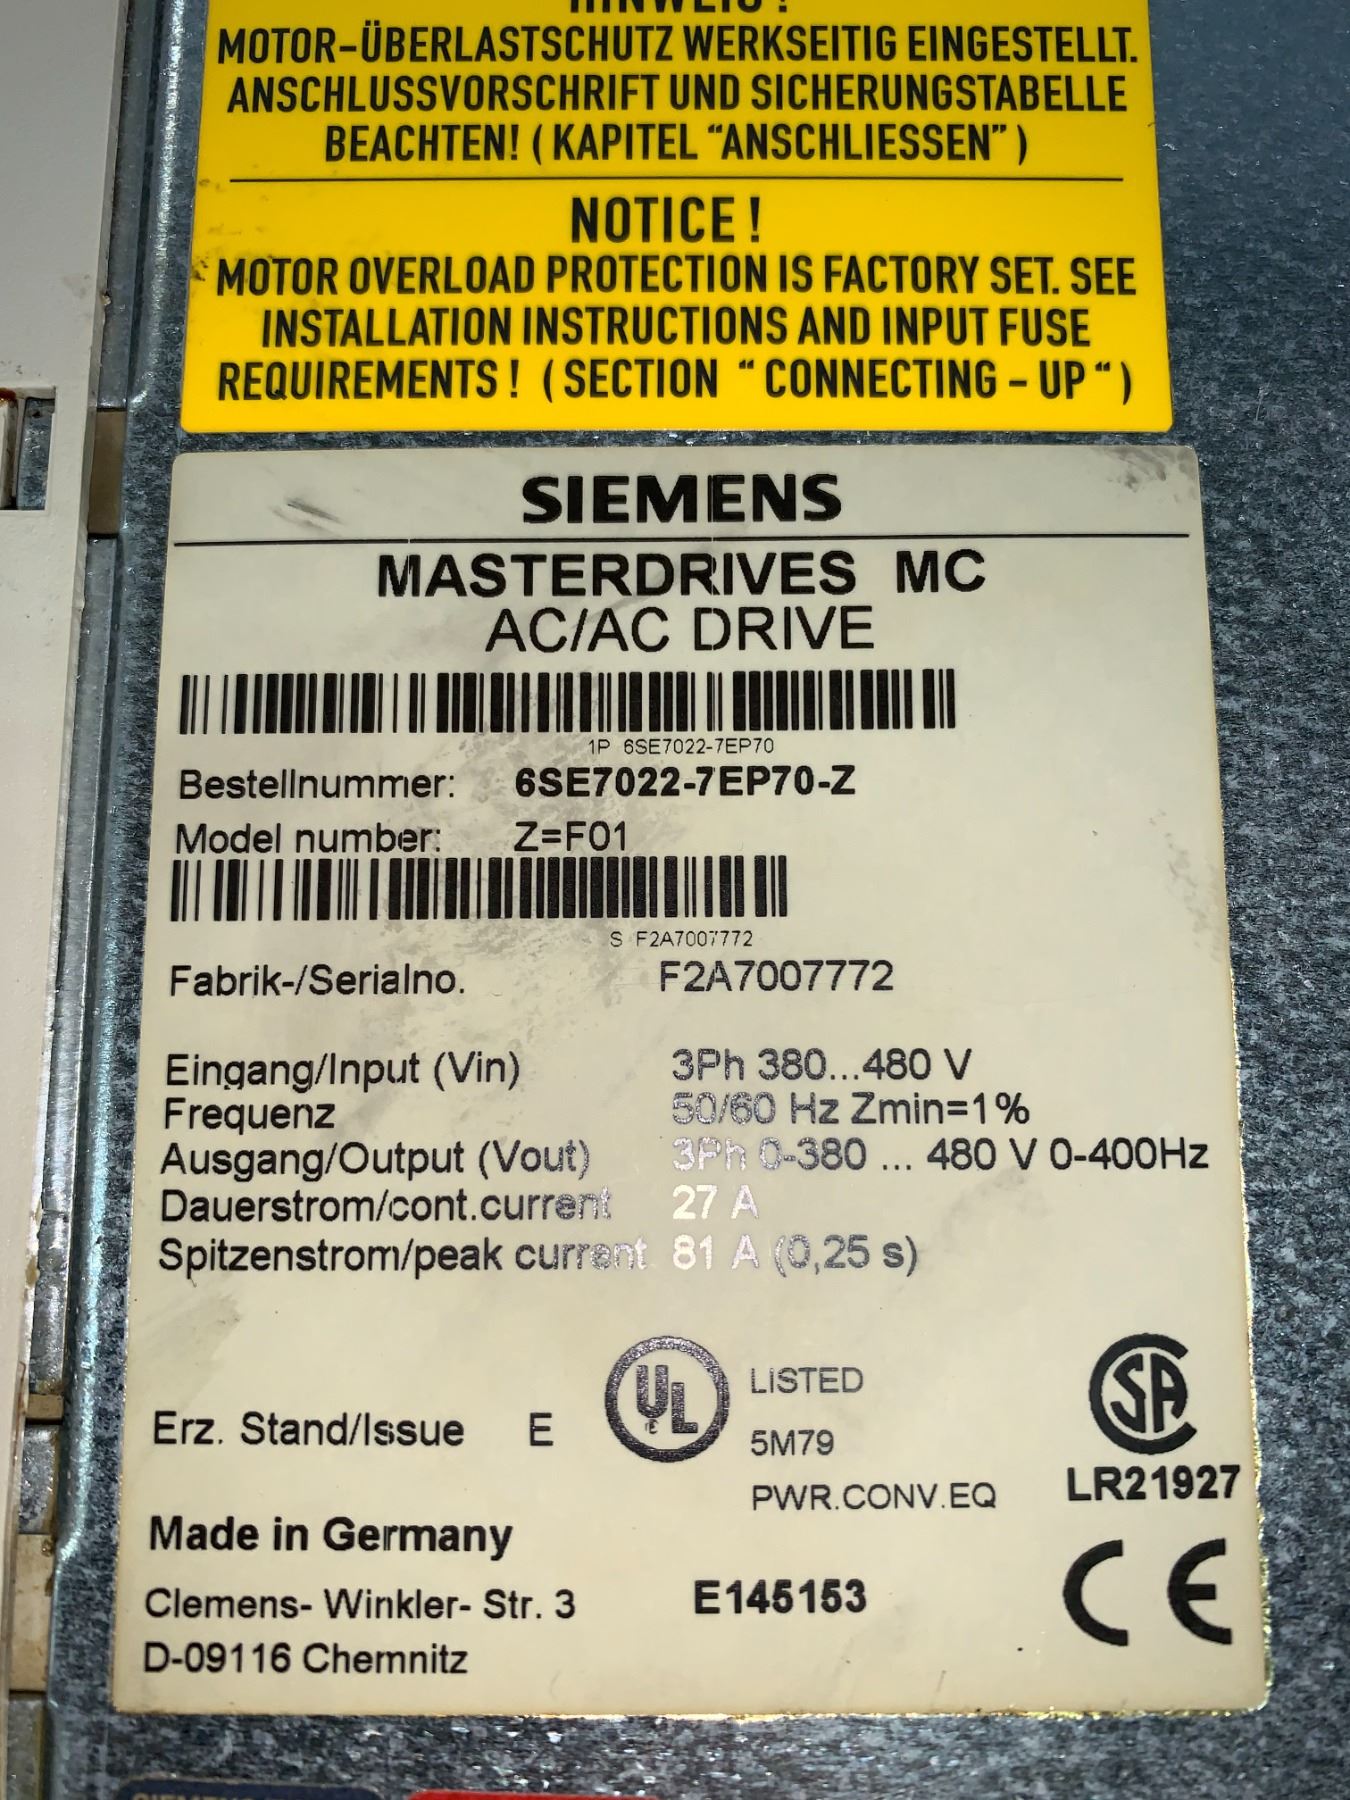 HINWEIS !
MOTOR-ÜBERLASTSCHUTZ WERKSEITIG EINGESTELLT.
ANSCHLUSSVORSCHRIFT UND SICHERUNGSTABELLE
BEACHTEN! ( KAPITEL “ANSCHLIESSEN” )
NOTICE !
MOTOR OVERLOAD PROTECTION IS FACTORY SET. SEE
INSTALLATION INSTRUCTIONS AND INPUT FUSE
REQUIREMENTS ! ( SECTION “ CONNECTING - UP “ )
SIEMENS
MASTERDRIVES MC
AC/AC DRIVE
1P 6SE7022-7EP70
Bestellnummer: 6SE7022-7EP70-Z
Model number: Z=F01
S F2A7007772
Fabrik-/Serialno. F2A7007772
Eingang/Input (Vin) 3Ph 380...480 V
Frequenz 50/60 Hz Zmin=1%
Ausgang/Output (Vout) 3Ph 0-380 ... 480 V 0-400Hz
Dauerstrom/cont.current 27 A
Spitzenstrom/peak current 81 A (0,25 s)
Erz. Stand/Issue E
UL
LISTED
5M79
PWR.CONV.EQ
SA
LR21927
Made in Germany
Clemens- Winkler- Str. 3 E145153
D-09116 Chemnitz
CE